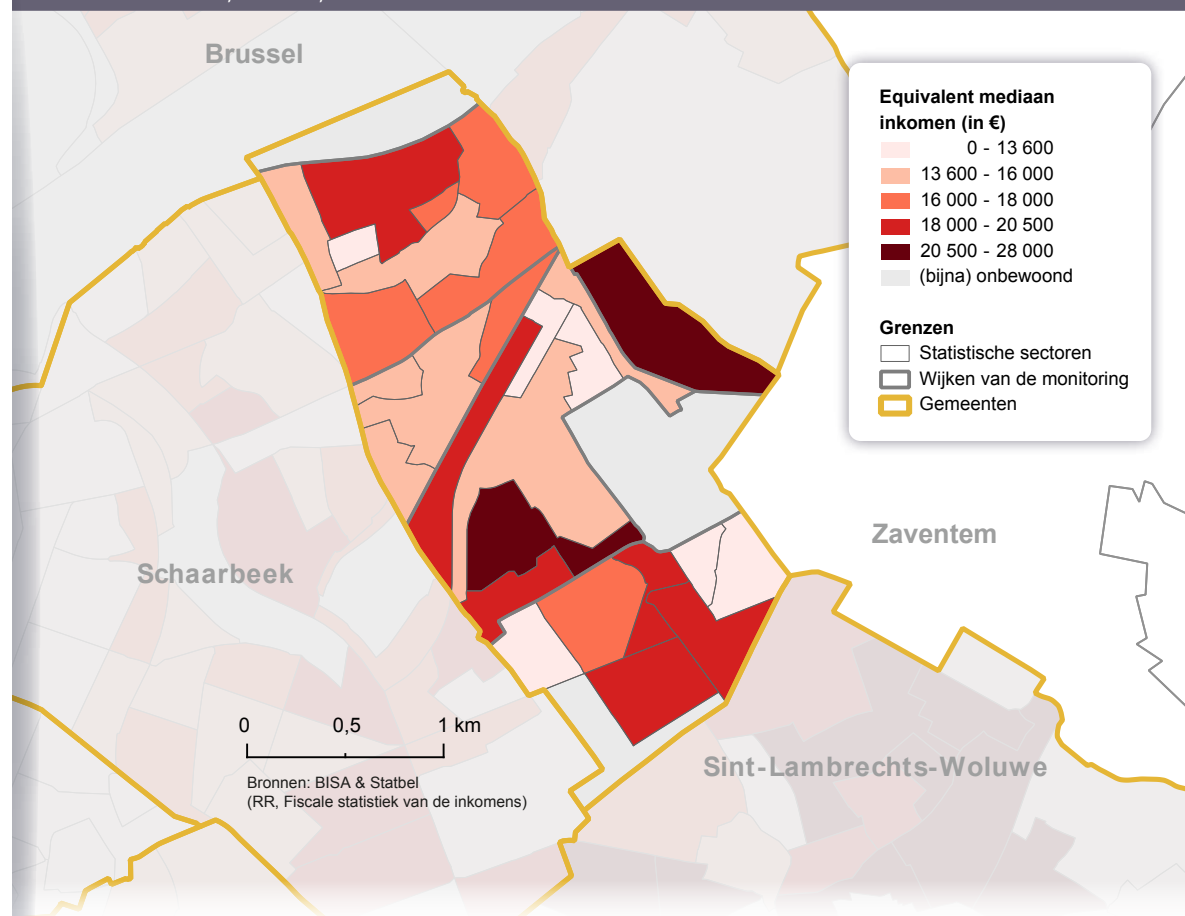 Brussel
Equivalent mediaan
inkomen (in €)
0 - 13 600
13 600 - 16 000
16 000 - 18 000
18 000 - 20 500
20 500 - 28 000
(bijna) onbewoond
Grenzen
Statistische sectoren
Wijken van de monitoring
Gemeenten
Zaventem
Schaarbeek
0 0,5 1 km
Sint-Lambrechts-Woluwe
Bronnen: BISA & Statbel
(RR, Fiscale statistiek van de inkomens)